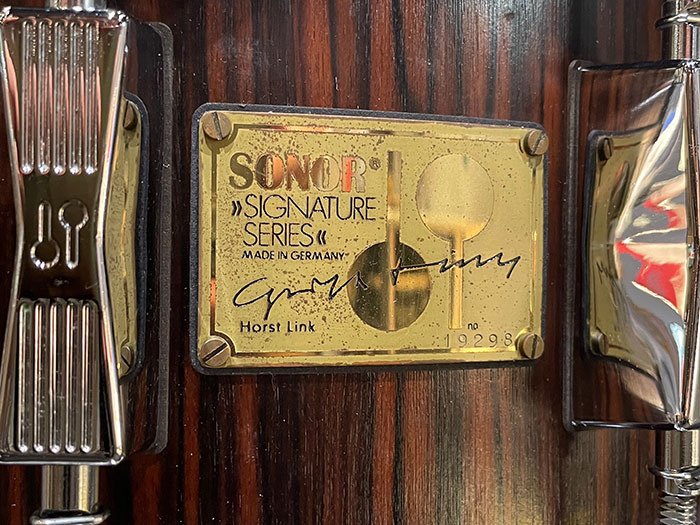 SONOR®
»SIGNATURE
SERIES«
MADE IN GERMANY
Horst Link
no
19298